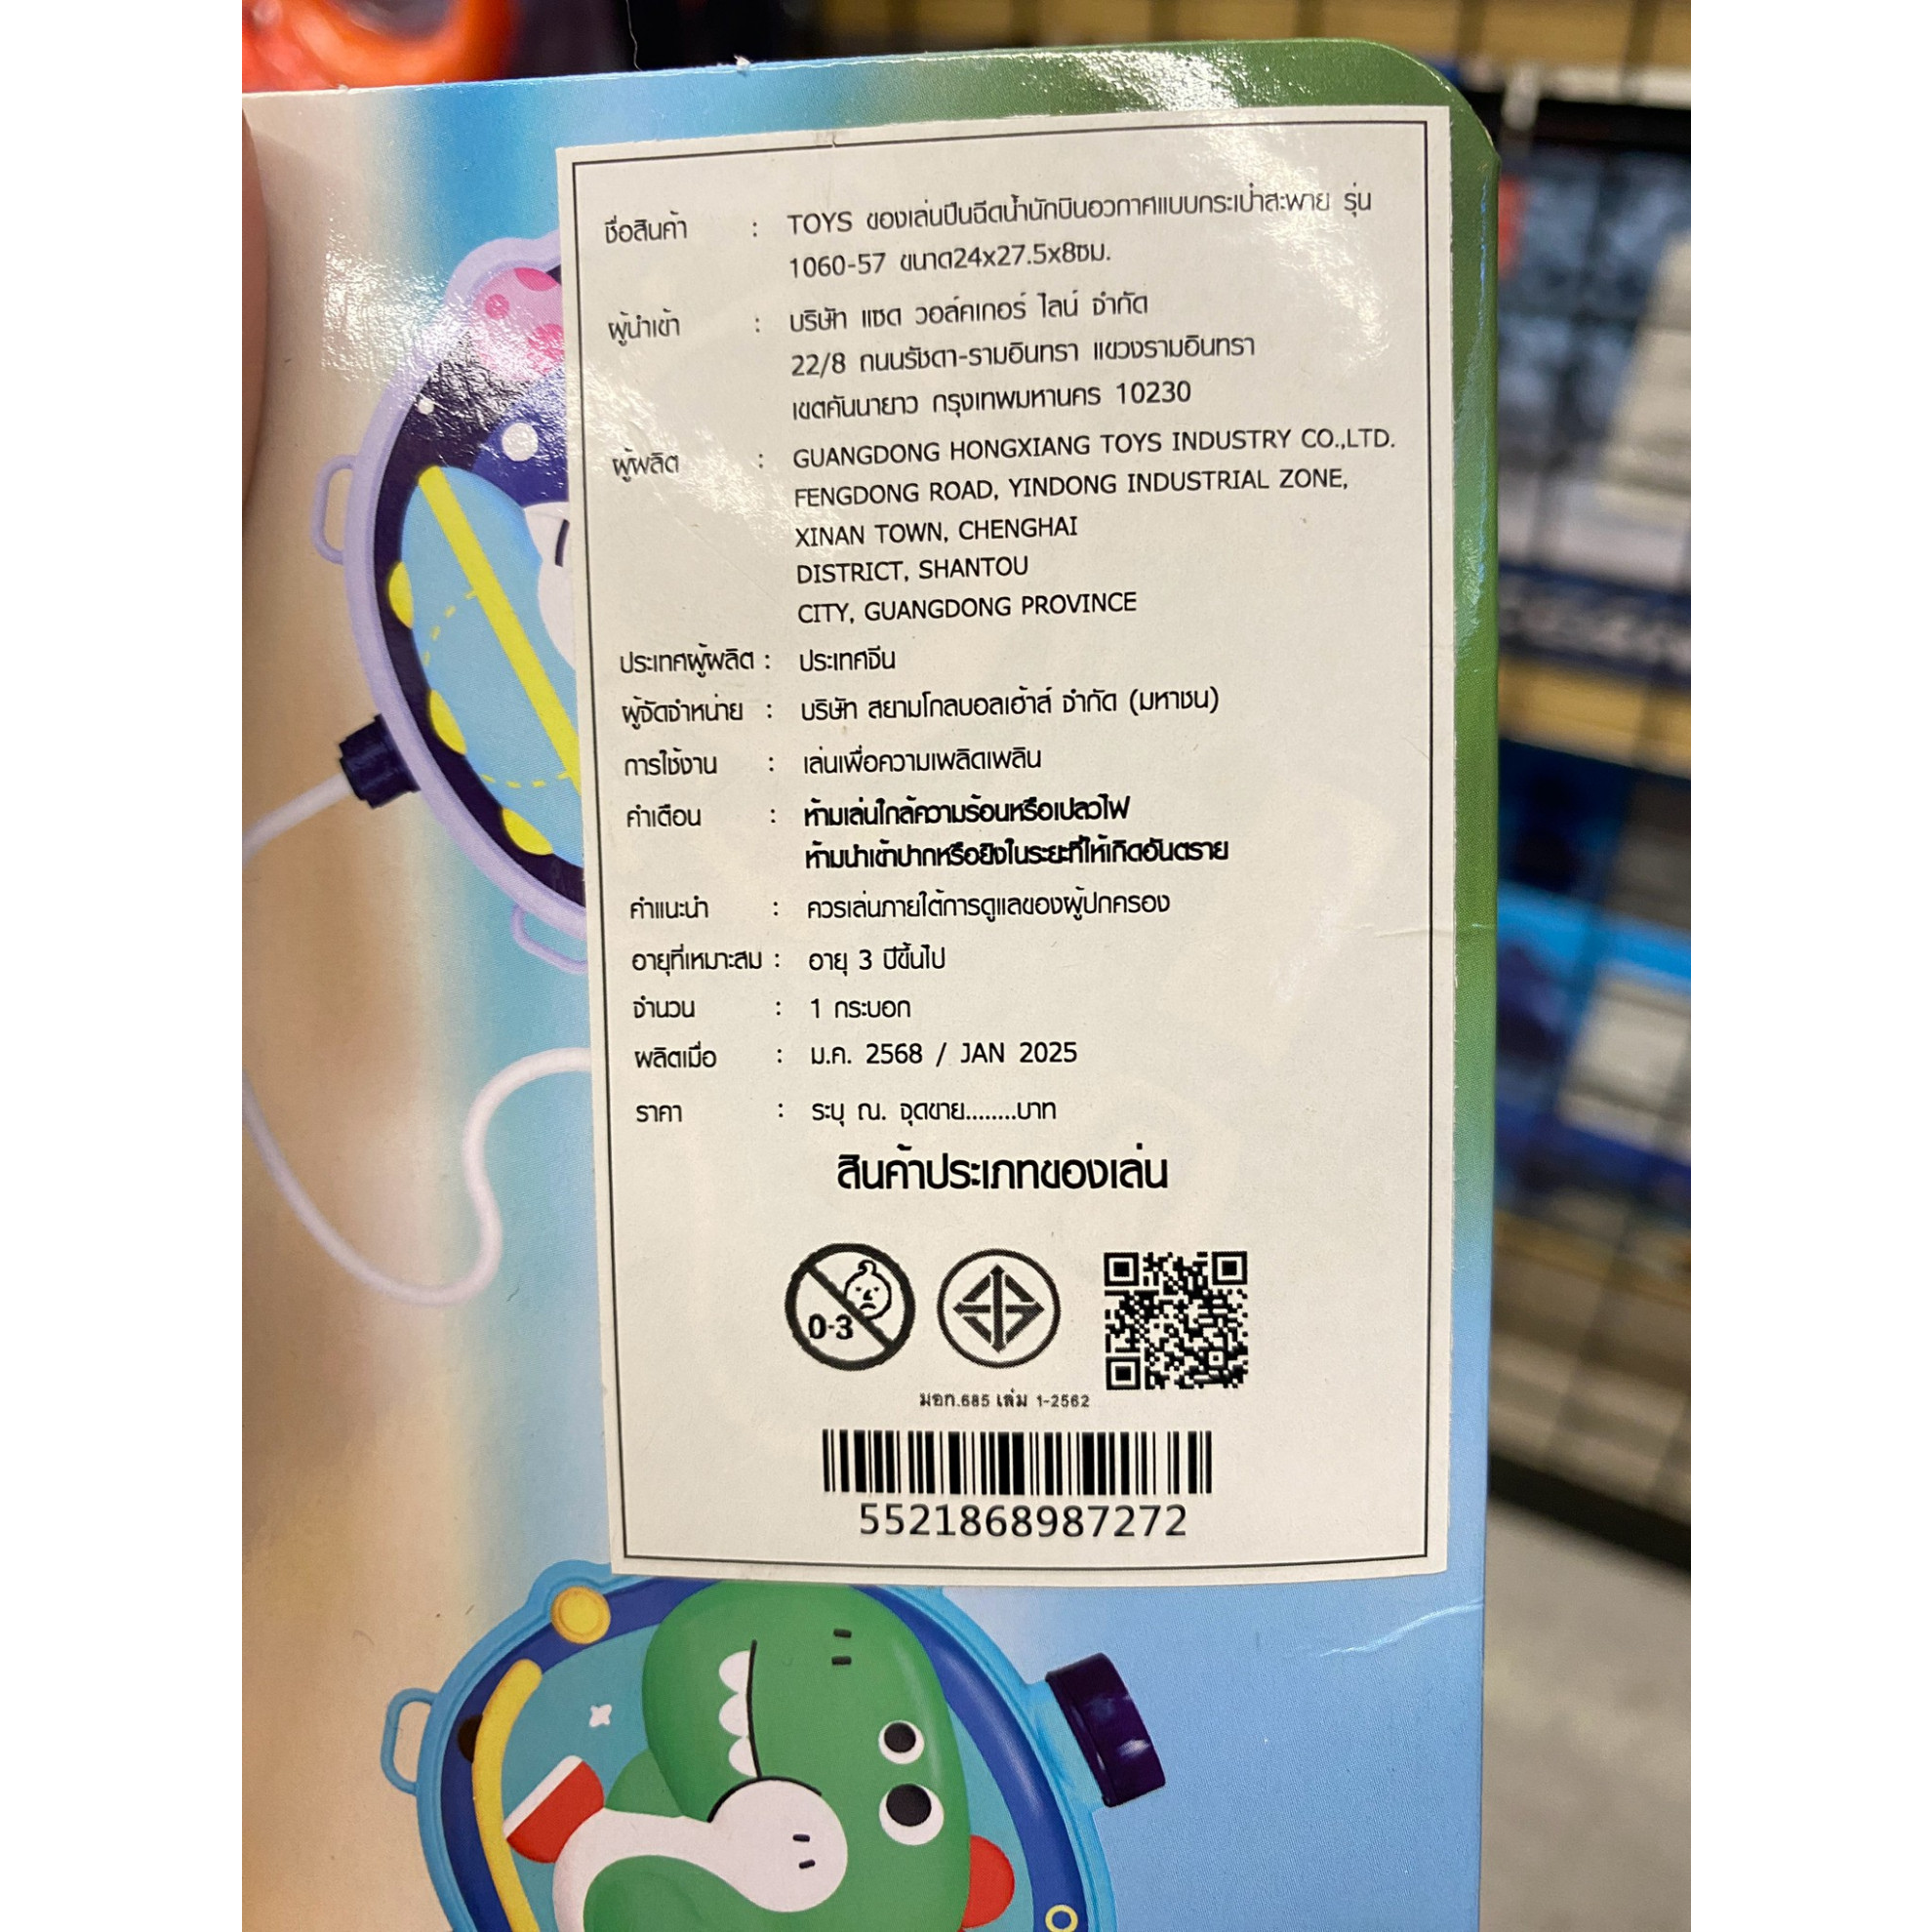 ชื่อสินค้า : TOYS ของเล่นปืนฉีดน้ำนักบินอวกาศแบบกระเป๋าสะพาย รุ่น
1060-57 ขนาด24x27.5x8ซม.
ผู้นำเข้า : บริษัท แซด วอล์คเกอร์ ไลน์ จำกัด
22/8 ถนนรัชดา-รามอินทรา แขวงรามอินทรา
เขตคันนายาว กรุงเทพมหานคร 10230
ผู้ผลิต : GUANGDONG HONGXIANG TOYS INDUSTRY CO.,LTD.
FENGDONG ROAD, YINDONG INDUSTRIAL ZONE,
XINAN TOWN, CHENGHAI
DISTRICT, SHANTOU
CITY, GUANGDONG PROVINCE
ประเทศผู้ผลิต : ประเทศจีน
ผู้จัดจำหน่าย : บริษัท สยามโกลบอลเฮ้าส์ จำกัด (มหาชน)
การใช้งาน : เล่นเพื่อความเพลิดเพลิน
คำเตือน : ห้ามเล่นใกล้ความร้อนหรือเปลวไฟ
ห้ามนำเข้าปากหรือยิงในระยะที่ให้เกิดอันตราย
คำแนะนำ : ควรเล่นภายใต้การดูแลของผู้ปกครอง
อายุที่เหมาะสม : อายุ 3 ปีขึ้นไป
จำนวน : 1 กระบอก
ผลิตเมื่อ : ม.ค. 2568 / JAN 2025
ราคา : ระบุ ณ. จุดขาย........บาท
สินค้าประเภทของเล่น
0-3
มอก.685 เล่ม 1-2562
5521868987272